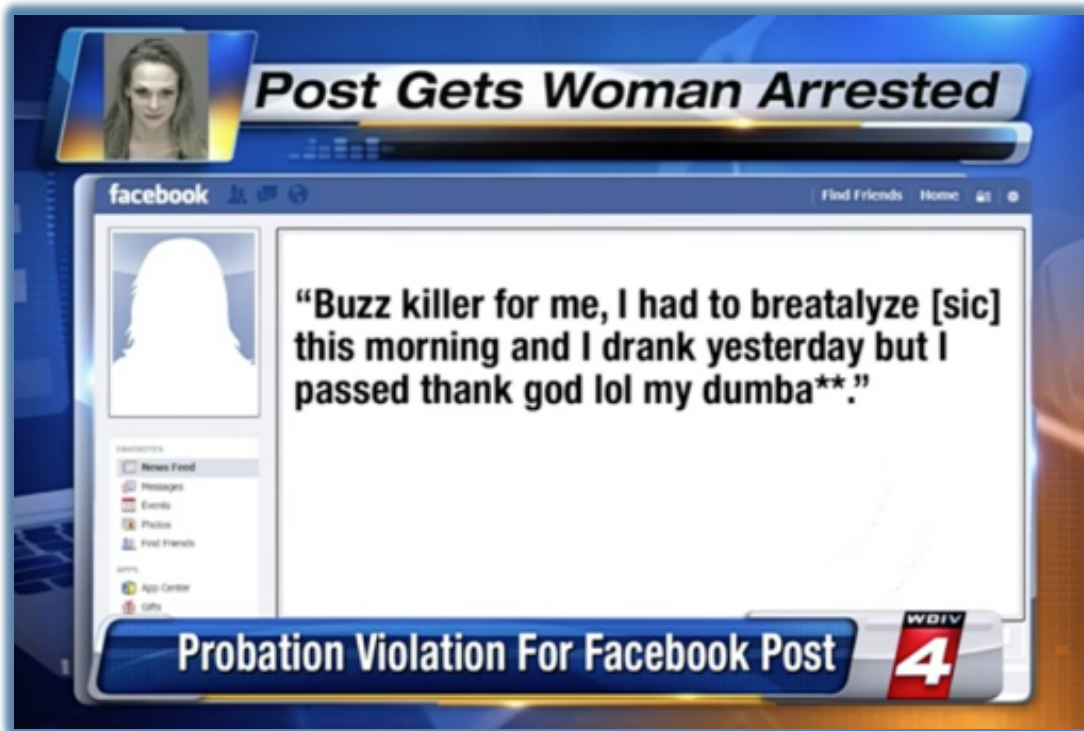 Post Gets Woman Arrested
facebook
Find Friends Home
“Buzz killer for me, I had to breatalyze [sic]
this morning and I drank yesterday but I
passed thank god lol my dumba**.”
FAVORITES
News Feed
Messages
Events
Photos
Find Friends
APPS
App Center
Gifts
Probation Violation For Facebook Post
WDIV
4